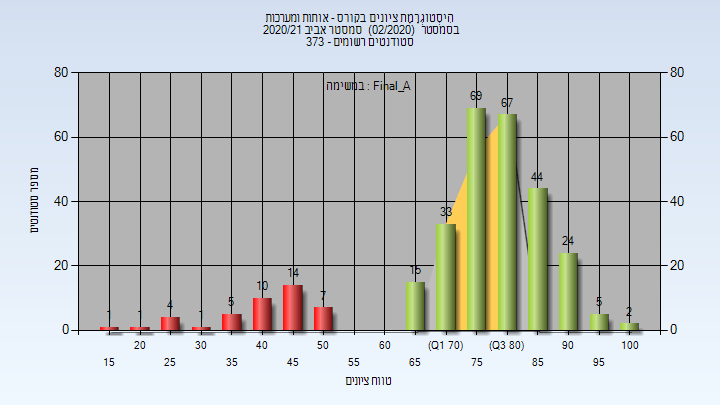 היסטוגרמת ציונים בקורס - אותות ומערכות
בסמסטר (02/2020) סמסטר אביב 2020/21
סטודנטים רשומים - 373
במשימה : Final_A
מספר סטודנטים
80 80
60 60
40 40
20 20
0 0
1 1 4 1 5 10 14 7 15 33 69 67 44 24 5 2
20 30 40 50 60 (Q1 70) (Q3 80) 90 100
15 25 35 45 55 65 75 85 95
טווח ציונים